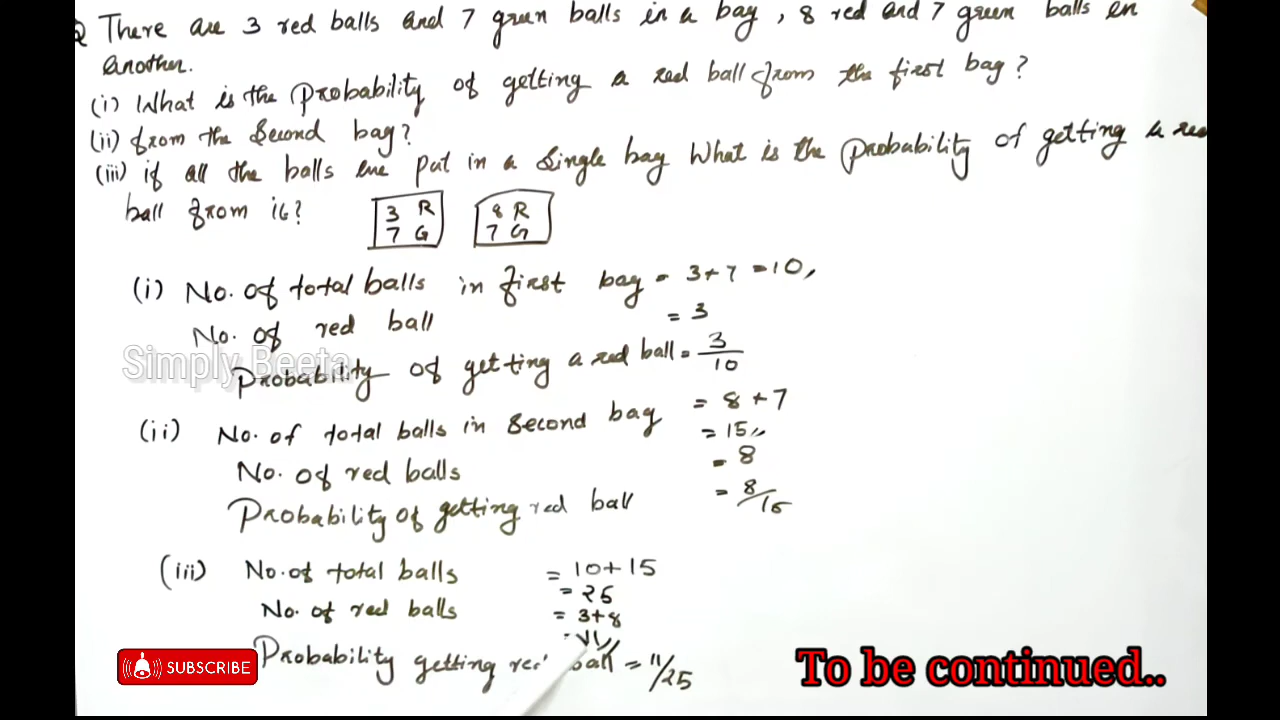 Q There are 3 red balls and 7 green balls in a bag, 8 red and 7 green balls in
another.
(i) What is the probability of getting a red ball from the first bag?
(ii) from the second bag?
(iii) if all the balls are put in a single bag What is the probability of getting a red
ball from it?
3 R
7 G
8 R
7 G
(i) No. of total balls in first bag = 3+7 = 10
No. of red ball = 3
Simply Beeta
Probability of getting a red ball = 3/10
(ii) No. of total balls in second bag = 8+7
= 15
No. of red balls = 8
Probability of getting red ball = 8/15
(iii) No. of total balls = 10+15
= 25
No. of red balls = 3+8
= 11
Probability getting red ball = 11/25
SUBSCRIBE
To be continued..